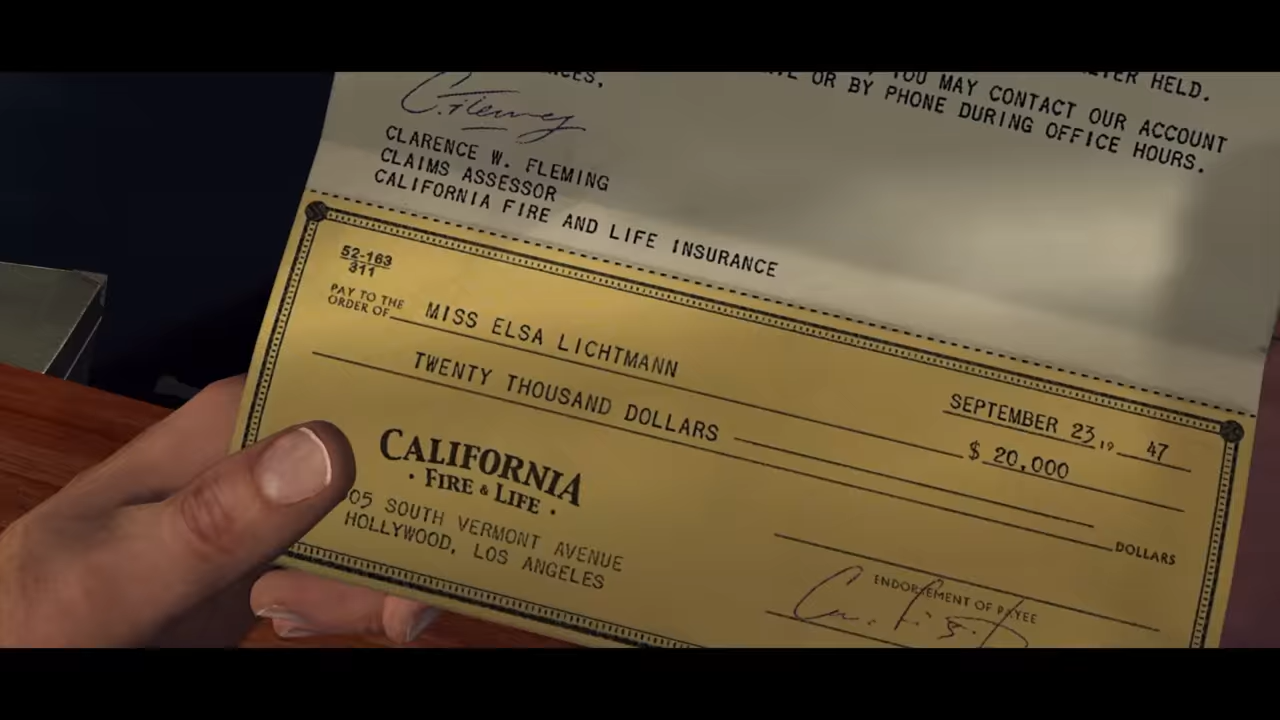 YOU MAY CONTACT OUR ACCOUNT
OR BY PHONE DURING OFFICE HOURS.
HELD.
C. Fleming
CLARENCE W. FLEMING
CLAIMS ASSESSOR
CALIFORNIA FIRE AND LIFE INSURANCE
52-163
311
PAY TO THE
ORDER OF
MISS ELSA LICHTMANN
SEPTEMBER 23, 19 47
TWENTY THOUSAND DOLLARS
$ 20,000
DOLLARS
CALIFORNIA
· FIRE & LIFE ·
05 SOUTH VERMONT AVENUE
HOLLYWOOD, LOS ANGELES
ENDORSEMENT OF PAYEE